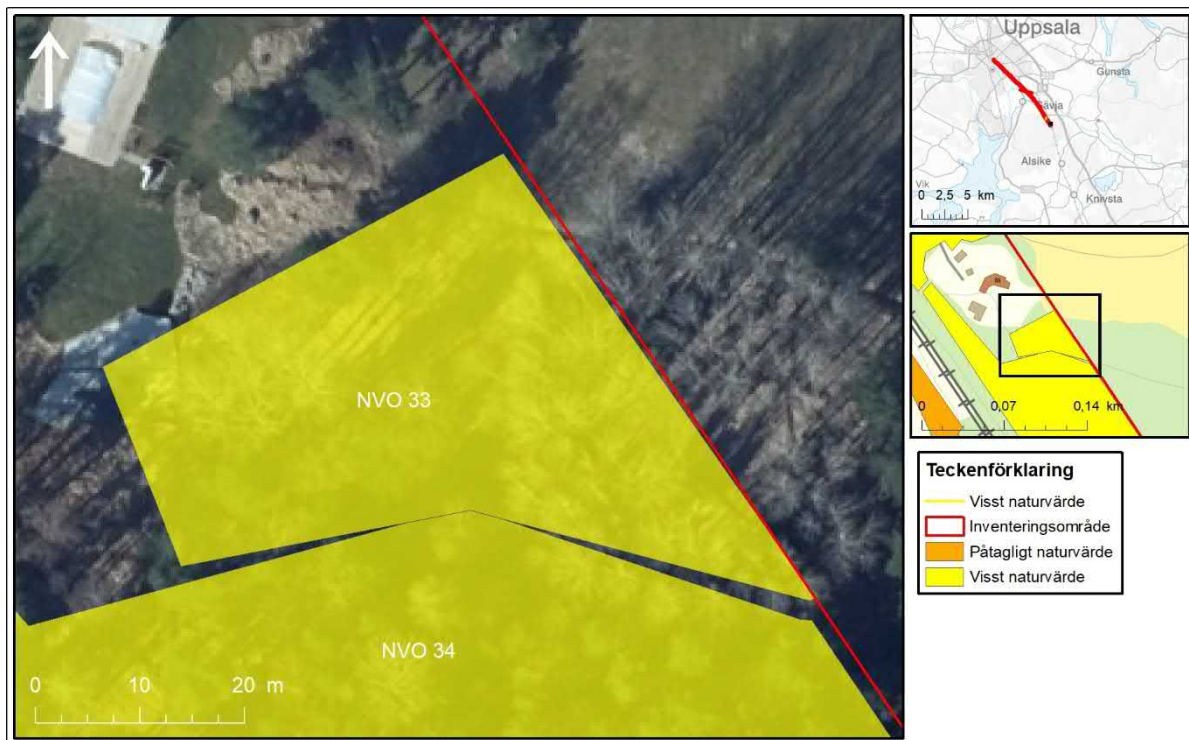 NVO 33
NVO 34
0 10 20 m
Uppsala
Gunsta
Sävja
Alsike
Vik
Knivsta
0 2,5 5 km
0 0,07 0,14 km
Teckenförklaring
Visst naturvärde
Inventeringsområde
Påtagligt naturvärde
Visst naturvärde